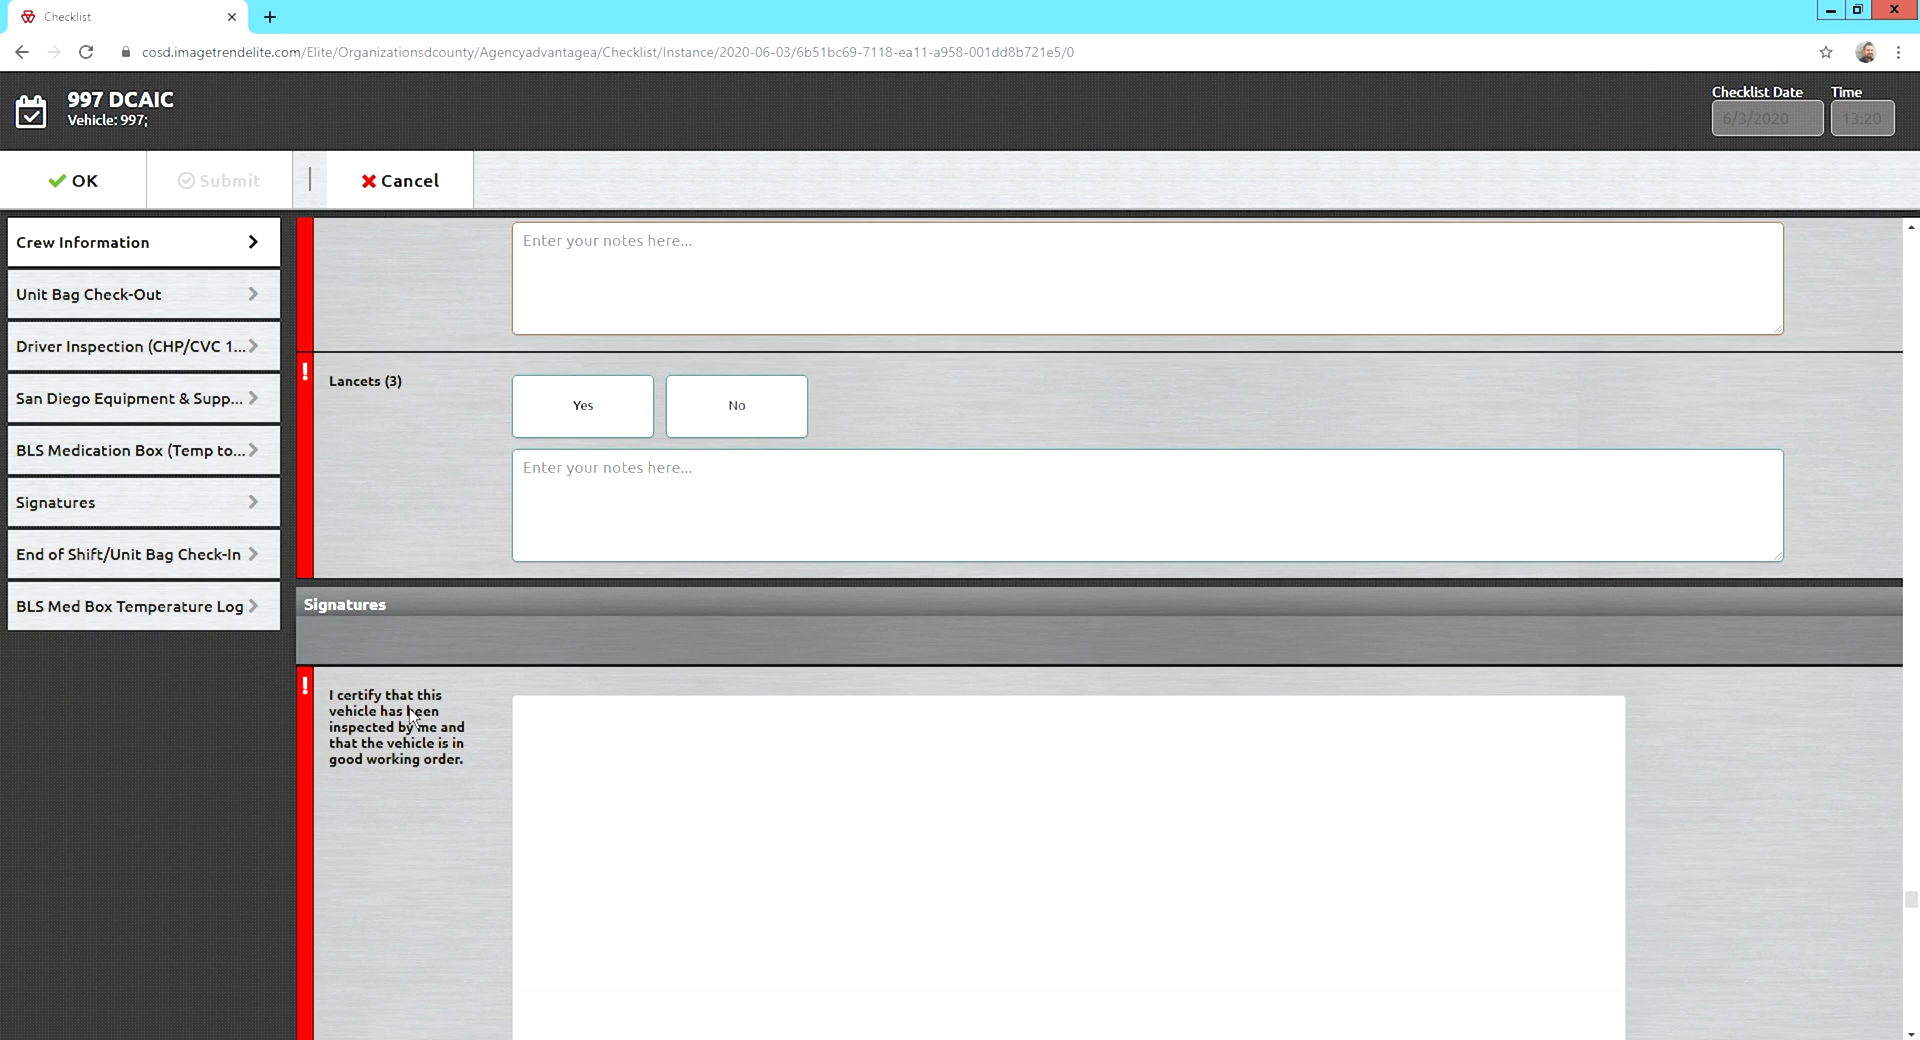 Checklist
cosd.imagetrendelite.com/Elite/Organizationsdcounty/Agencyadvantagea/Checklist/Instance/2020-06-03/6b51bc69-7118-ea11-a958-001dd8b721e5/0
997 DCAIC
Vehicle: 997;
Checklist Date
Time
6/3/2020
13:20
OK
Submit
Cancel
Crew Information
Unit Bag Check-Out
Driver Inspection (CHP/CVC 1...
San Diego Equipment & Supp...
BLS Medication Box (Temp to...
Signatures
End of Shift/Unit Bag Check-In
BLS Med Box Temperature Log
Enter your notes here...
!
Lancets (3)
Yes
No
Enter your notes here...
Signatures
!
I certify that this
vehicle has been
inspected by me and
that the vehicle is in
good working order.